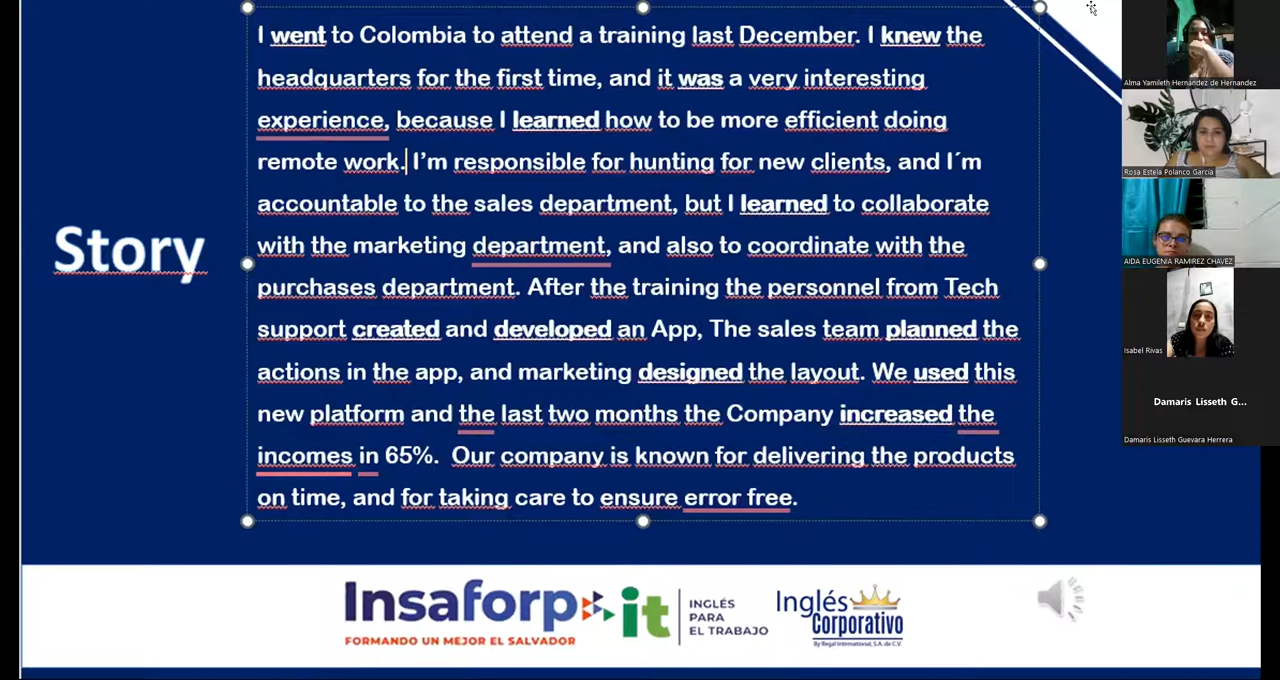 Story
I went to Colombia to attend a training last December. I knew the
headquarters for the first time, and it was a very interesting
experience, because I learned how to be more efficient doing
remote work. I’m responsible for hunting for new clients, and I´m
accountable to the sales department, but I learned to collaborate
with the marketing department, and also to coordinate with the
purchases department. After the training the personnel from Tech
support created and developed an App, The sales team planned the
actions in the app, and marketing designed the layout. We used this
new platform and the last two months the Company increased the
incomes in 65%. Our company is known for delivering the products
on time, and for taking care to ensure error free.
Insaforp
FORMANDO UN MEJOR EL SALVADOR
it
INGLÉS
PARA
EL TRABAJO
Inglés
Corporativo
By Regal International, S.A. de C.V.
Alma Yamileth Hernández de Hernandez
Rosa Estela Polanco García
AIDA EUGENIA RAMIREZ CHAVEZ
Isabel Rivas
Damaris Lisseth G...
Damaris Lisseth Guevara Herrera